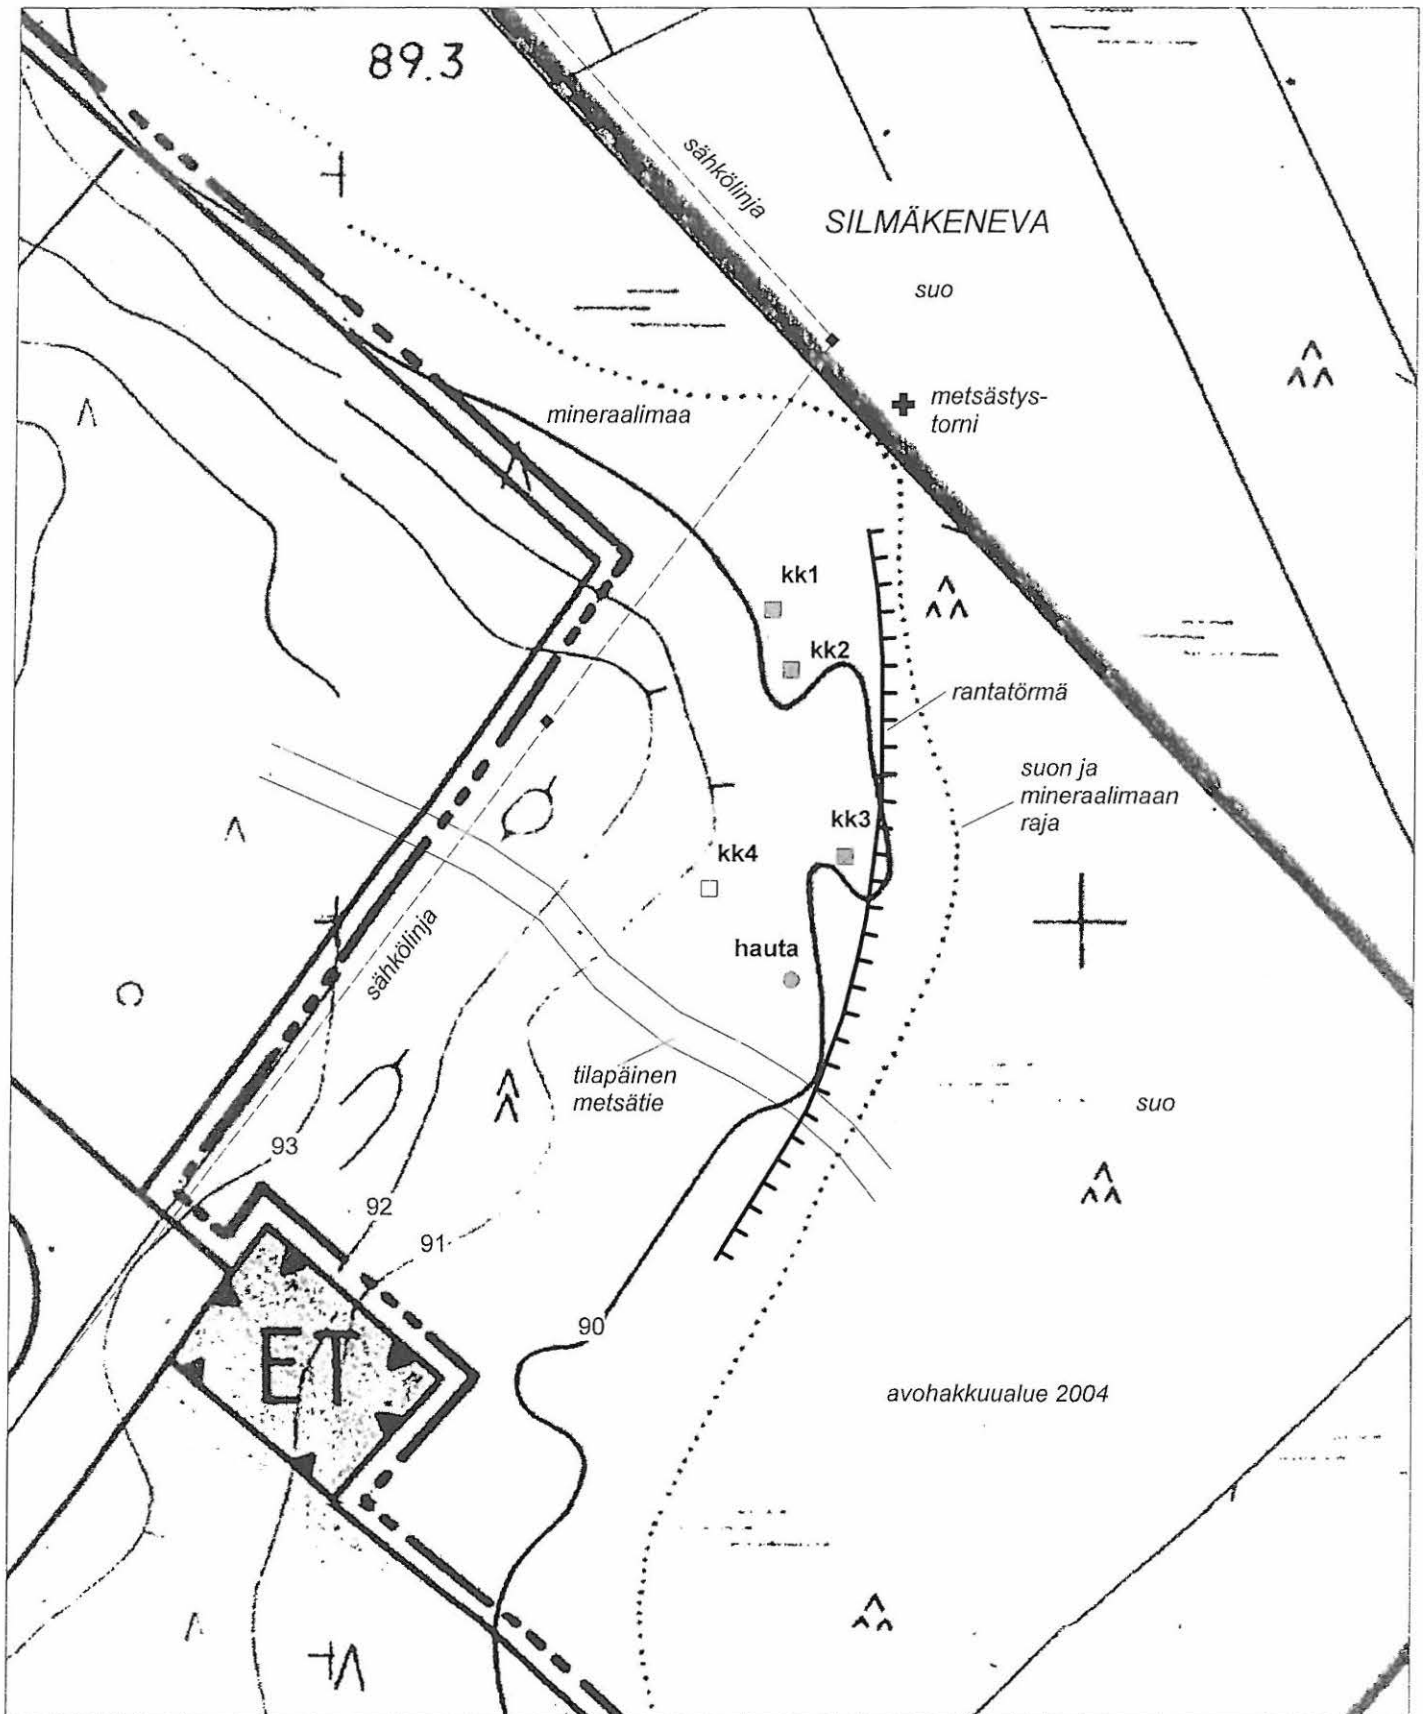 89.3
sähkölinja
SILMÄKENEVA
suo
metsästys-
torni
mineraalimaa
kk1
kk2
rantatörmä
suon ja
mineraalimaan
raja
kk3
kk4
hauta
sähkölinja
tilapäinen
metsätie
suo
93
92
91
90
ET
avohakkuualue 2004